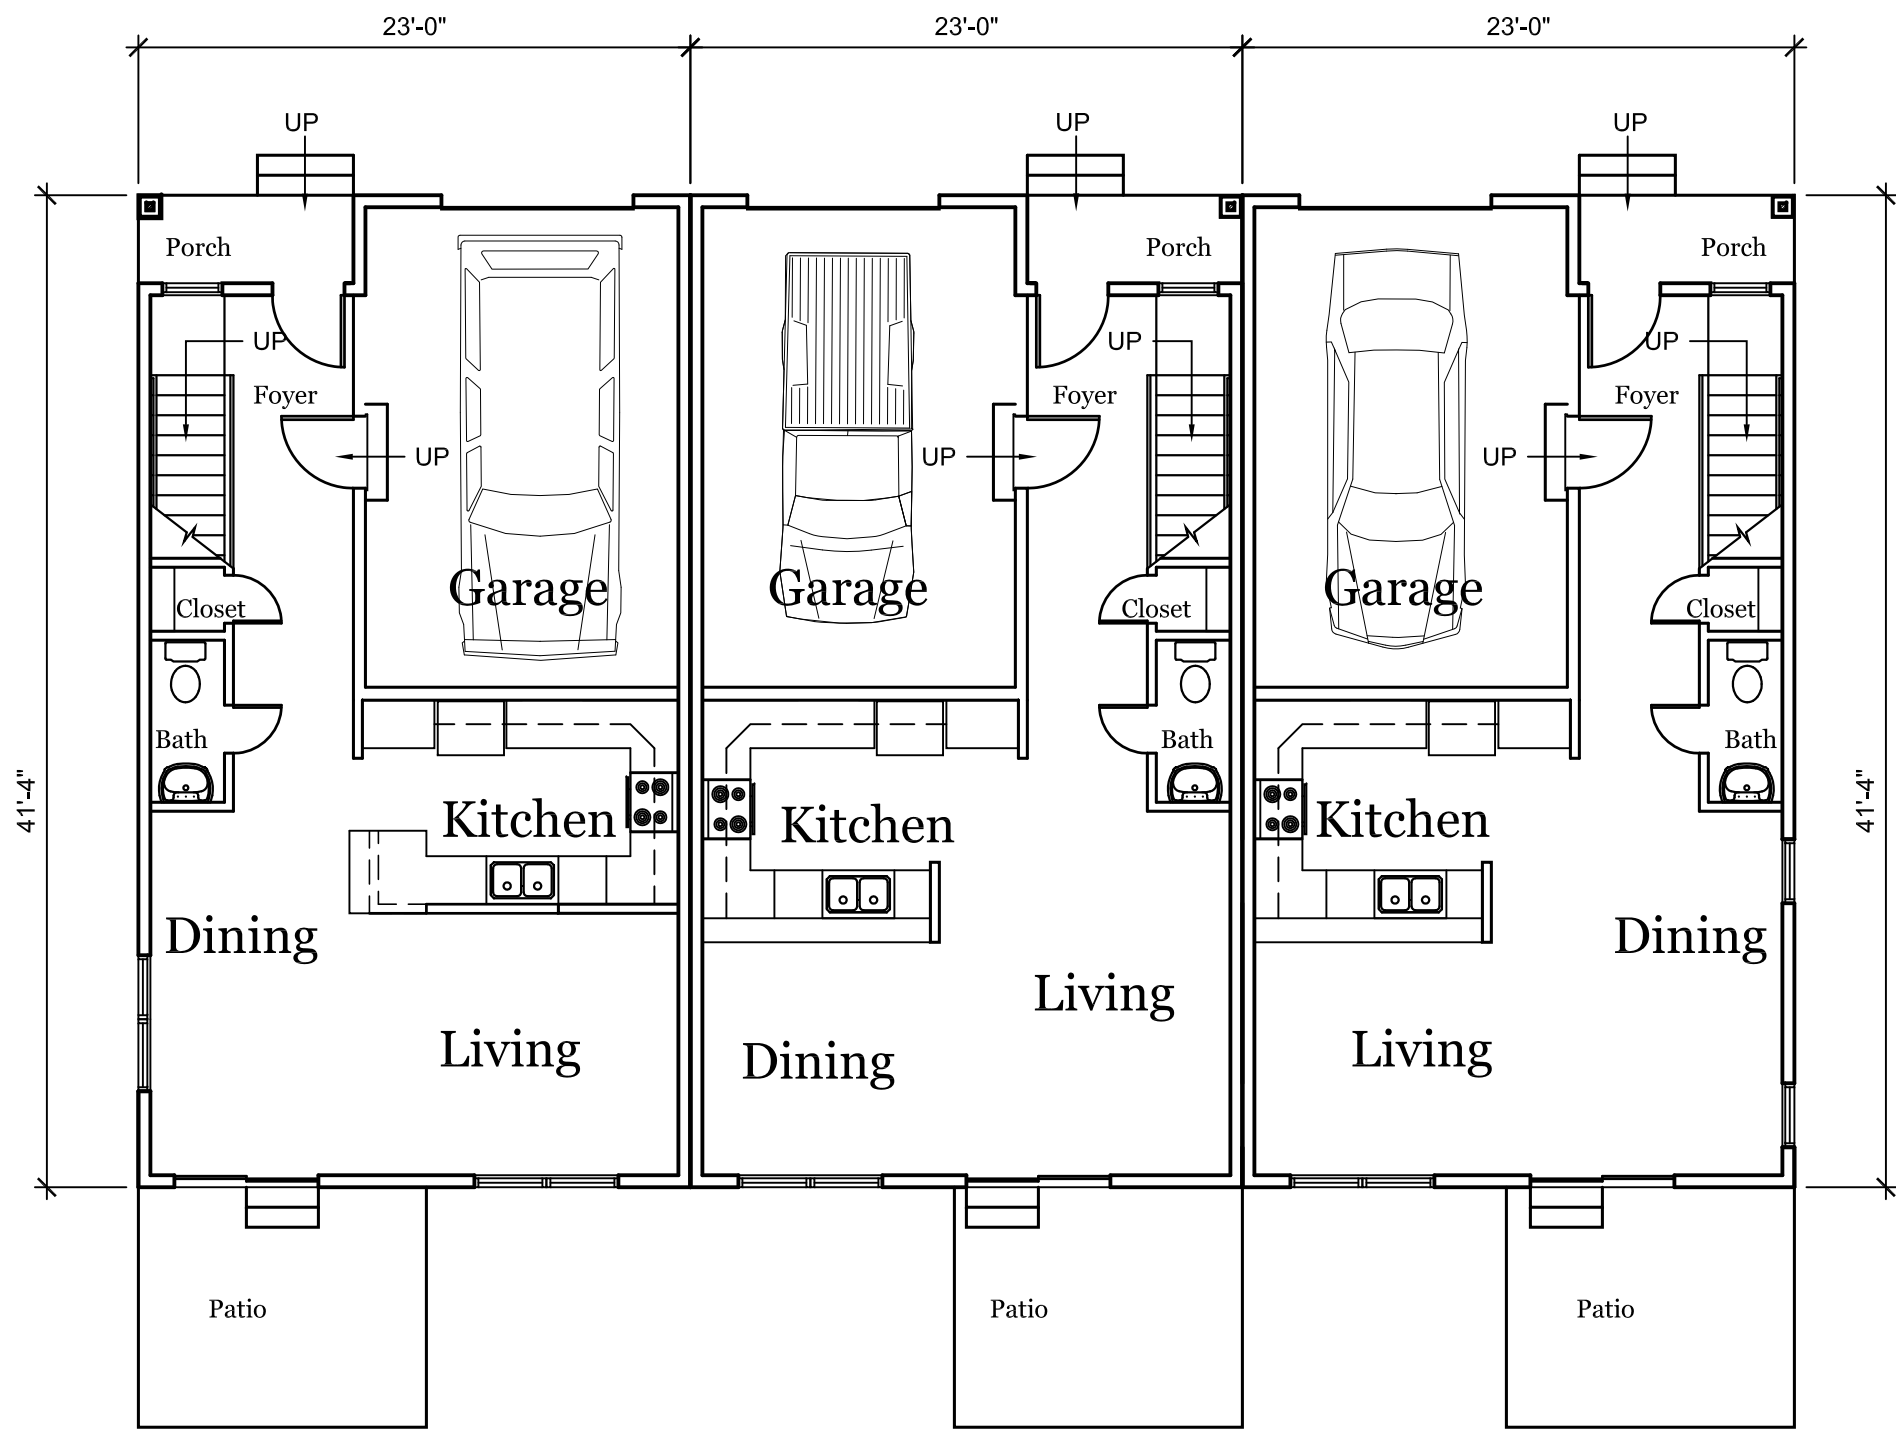 23'-0"
23'-0"
23'-0"
UP
UP
UP
Porch
Porch
Porch
UP
UP
UP
Foyer
Foyer
Foyer
UP
UP
UP
Garage
Garage
Garage
Closet
Closet
Closet
Bath
Bath
Bath
41'-4"
41'-4"
Kitchen
Kitchen
Kitchen
Dining
Dining
Living
Living
Dining
Living
Patio
Patio
Patio